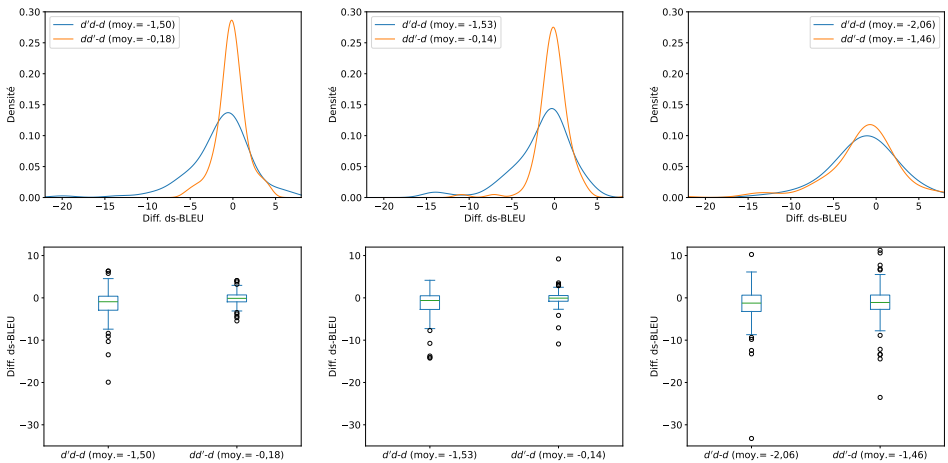 d'd-d (moy.= -1,50)
dd'-d (moy.= -0,18)
0.30
0.25
0.20
0.15
0.10
0.05
0.00
Densité
−20 −15 −10 −5 0 5
Diff. ds-BLEU
d'd-d (moy.= -1,53)
dd'-d (moy.= -0,14)
0.30
0.25
0.20
0.15
0.10
0.05
0.00
Densité
−20 −15 −10 −5 0 5
Diff. ds-BLEU
d'd-d (moy.= -2,06)
dd'-d (moy.= -1,46)
0.30
0.25
0.20
0.15
0.10
0.05
0.00
Densité
−20 −15 −10 −5 0 5
Diff. ds-BLEU
10
0
−10
−20
−30
Diff. ds-BLEU
d'd-d (moy.= -1,50) dd'-d (moy.= -0,18)
10
0
−10
−20
−30
Diff. ds-BLEU
d'd-d (moy.= -1,53) dd'-d (moy.= -0,14)
10
0
−10
−20
−30
Diff. ds-BLEU
d'd-d (moy.= -2,06) dd'-d (moy.= -1,46)